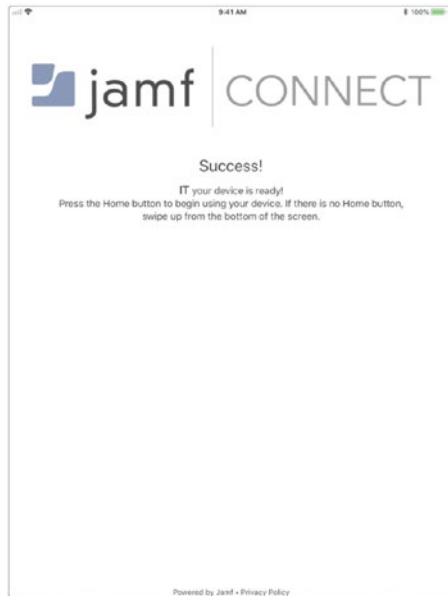 9:41 AM
100%
jamf CONNECT
Success!
IT your device is ready!
Press the Home button to begin using your device. If there is no Home button,
swipe up from the bottom of the screen.
Powered by Jamf • Privacy Policy